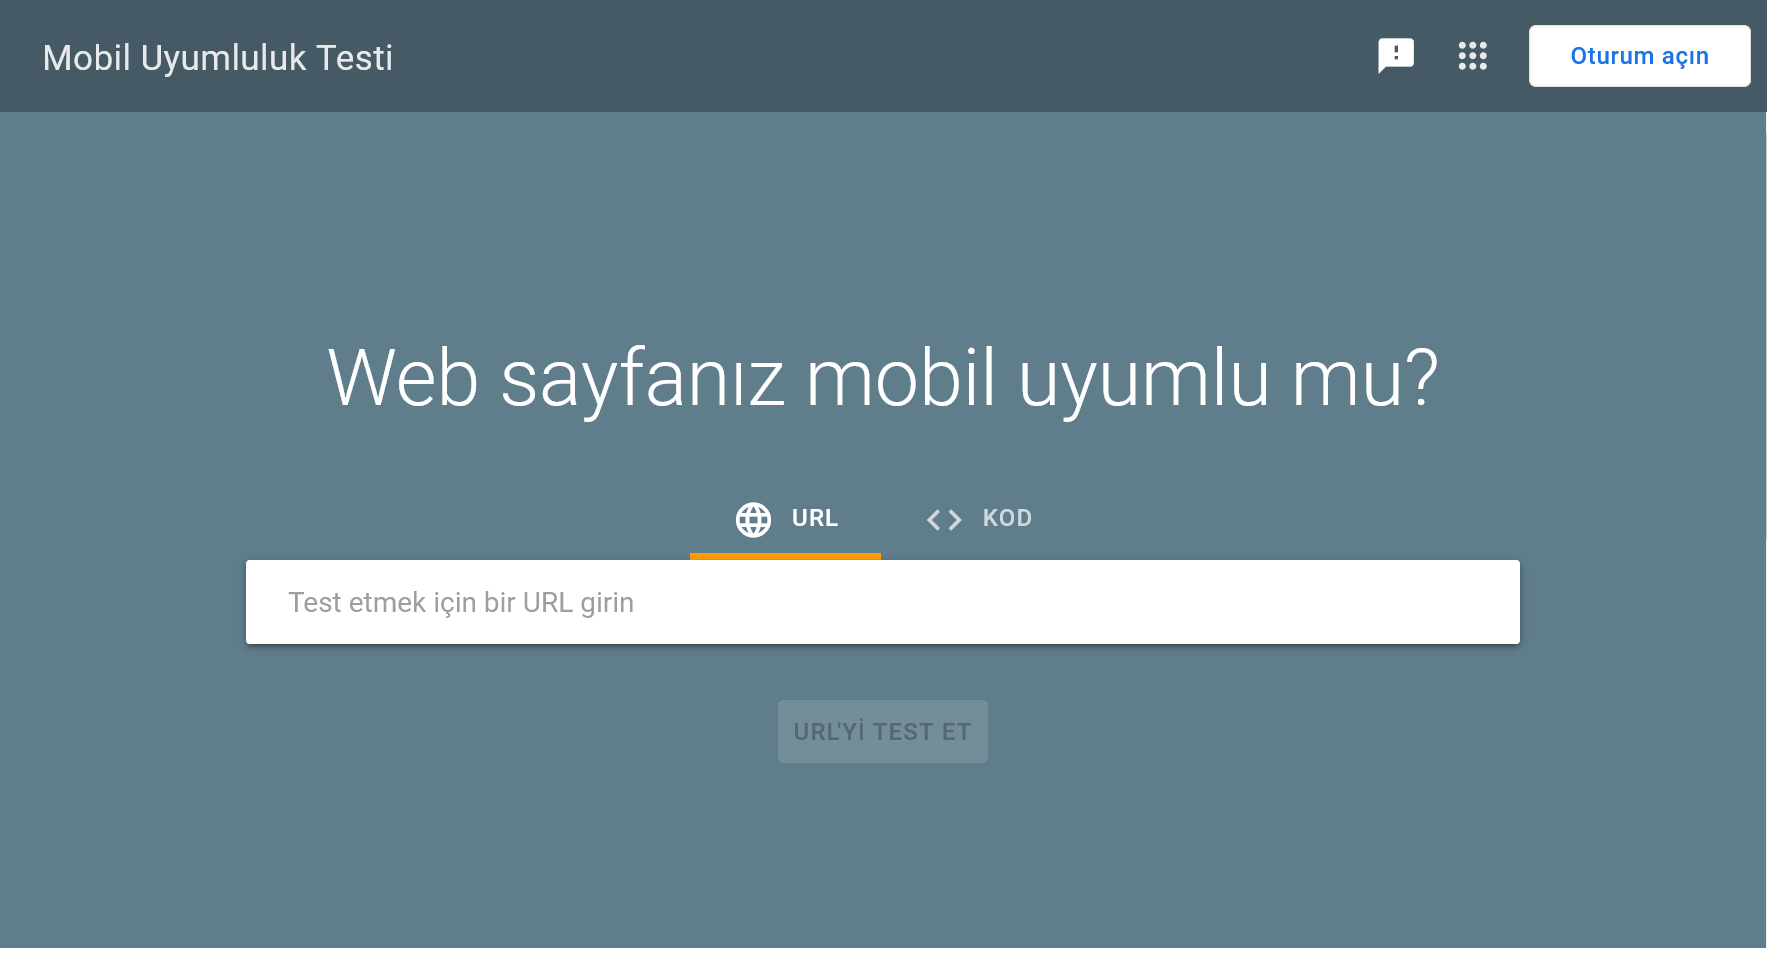 Mobil Uyumluluk Testi
Oturum açın
Web sayfanız mobil uyumlu mu?
URL
KOD
Test etmek için bir URL girin
URL'Yİ TEST ET